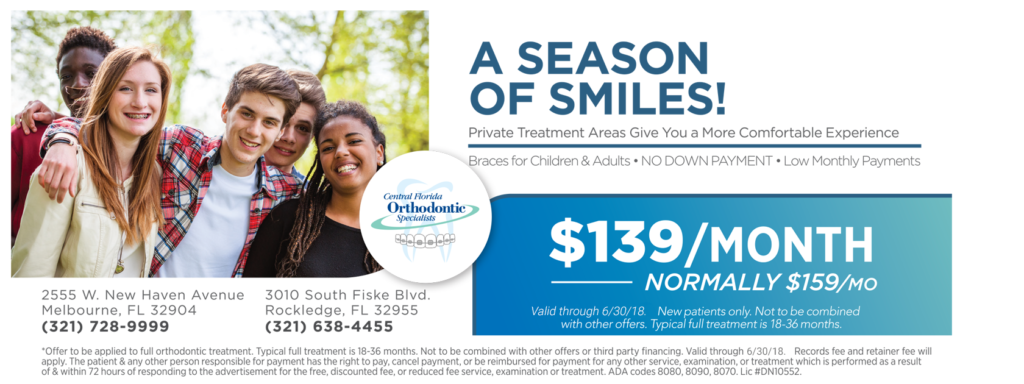 A SEASON
OF SMILES!
Private Treatment Areas Give You a More Comfortable Experience
Braces for Children & Adults • NO DOWN PAYMENT • Low Monthly Payments
Central Florida
Orthodontic
Specialists
$139/MONTH
NORMALLY $159/MO
Valid through 6/30/18. New patients only. Not to be combined
with other offers. Typical full treatment is 18-36 months.
2555 W. New Haven Avenue
Melbourne, FL 32904
(321) 728-9999
3010 South Fiske Blvd.
Rockledge, FL 32955
(321) 638-4455
*Offer to be applied to full orthodontic treatment. Typical full treatment is 18-36 months. Not to be combined with other offers or third party financing. Valid through 6/30/18. Records fee and retainer fee will
apply. The patient & any other person responsible for payment has the right to pay, cancel payment, or be reimbursed for payment for any other service, examination, or treatment which is performed as a result
of & within 72 hours of responding to the advertisement for the free, discounted fee, or reduced fee service, examination or treatment. ADA codes 8080, 8090, 8070. Lic #DN10552.